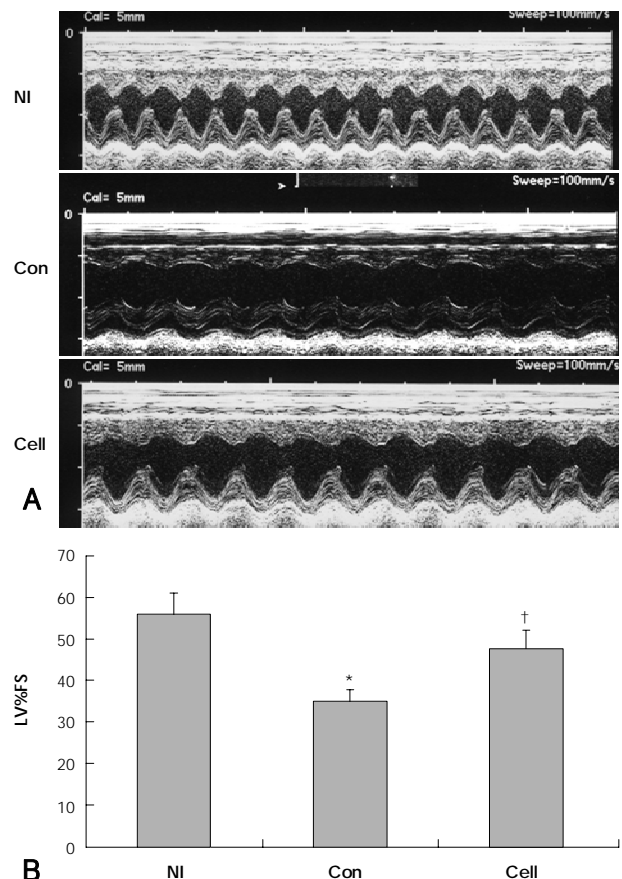 Cal= 5mm Sweep=100mm/s
0
NI
Sweep=100mm/s
Cal= 5mm
0
Con
Cal= 5mm Sweep=100mm/s
0
Cell
A
70
60
50
40
30
20
10
0
LV%FS
*
†
NI Con Cell
B